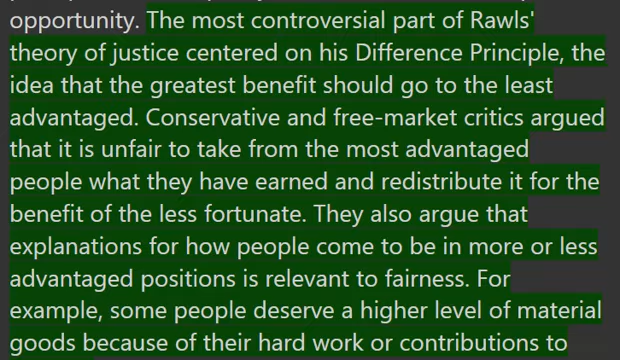 opportunity. The most controversial part of Rawls'
theory of justice centered on his Difference Principle, the
idea that the greatest benefit should go to the least
advantaged. Conservative and free-market critics argued
that it is unfair to take from the most advantaged
people what they have earned and redistribute it for the
benefit of the less fortunate. They also argue that
explanations for how people come to be in more or less
advantaged positions is relevant to fairness. For
example, some people deserve a higher level of material
goods because of their hard work or contributions to